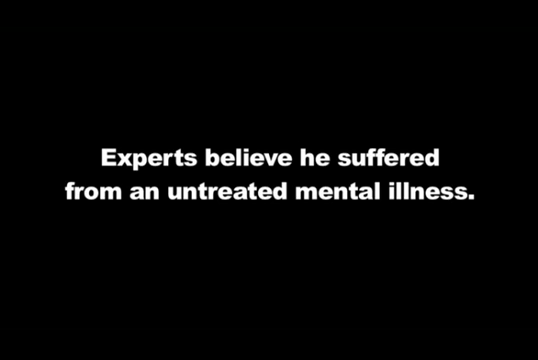 Experts believe he suffered
from an untreated mental illness.